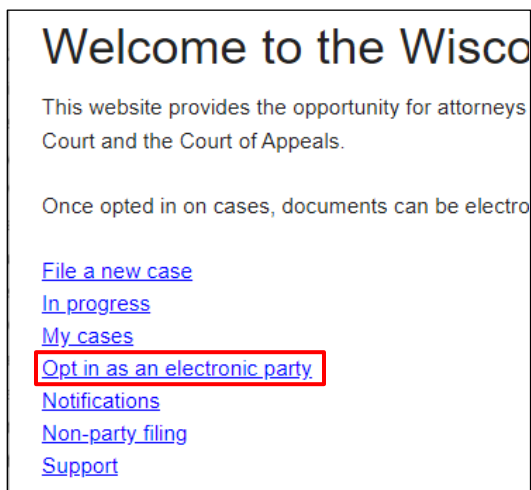 Welcome to the Wisco
This website provides the opportunity for attorneys
Court and the Court of Appeals.
Once opted in on cases, documents can be electro
File a new case
In progress
My cases
Opt in as an electronic party
Notifications
Non-party filing
Support